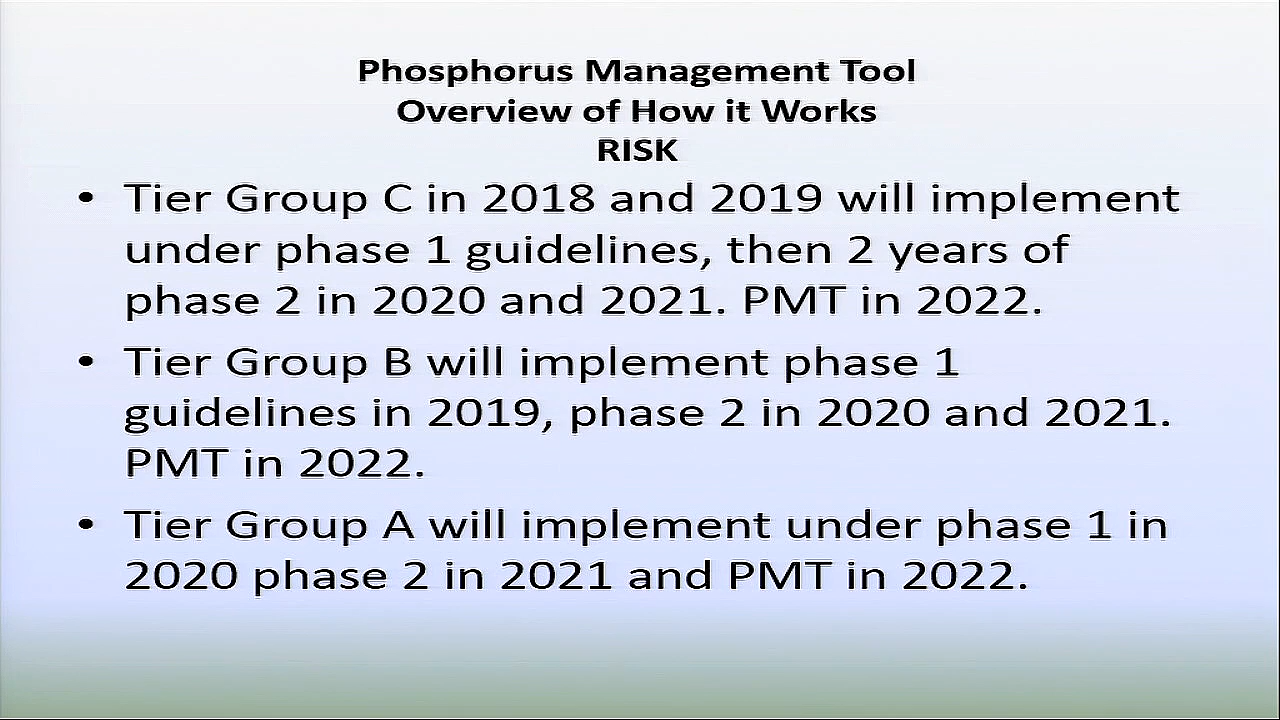 Phosphorus Management Tool
Overview of How it Works
RISK
• Tier Group C in 2018 and 2019 will implement
under phase 1 guidelines, then 2 years of
phase 2 in 2020 and 2021. PMT in 2022.
• Tier Group B will implement phase 1
guidelines in 2019, phase 2 in 2020 and 2021.
PMT in 2022.
• Tier Group A will implement under phase 1 in
2020 phase 2 in 2021 and PMT in 2022.